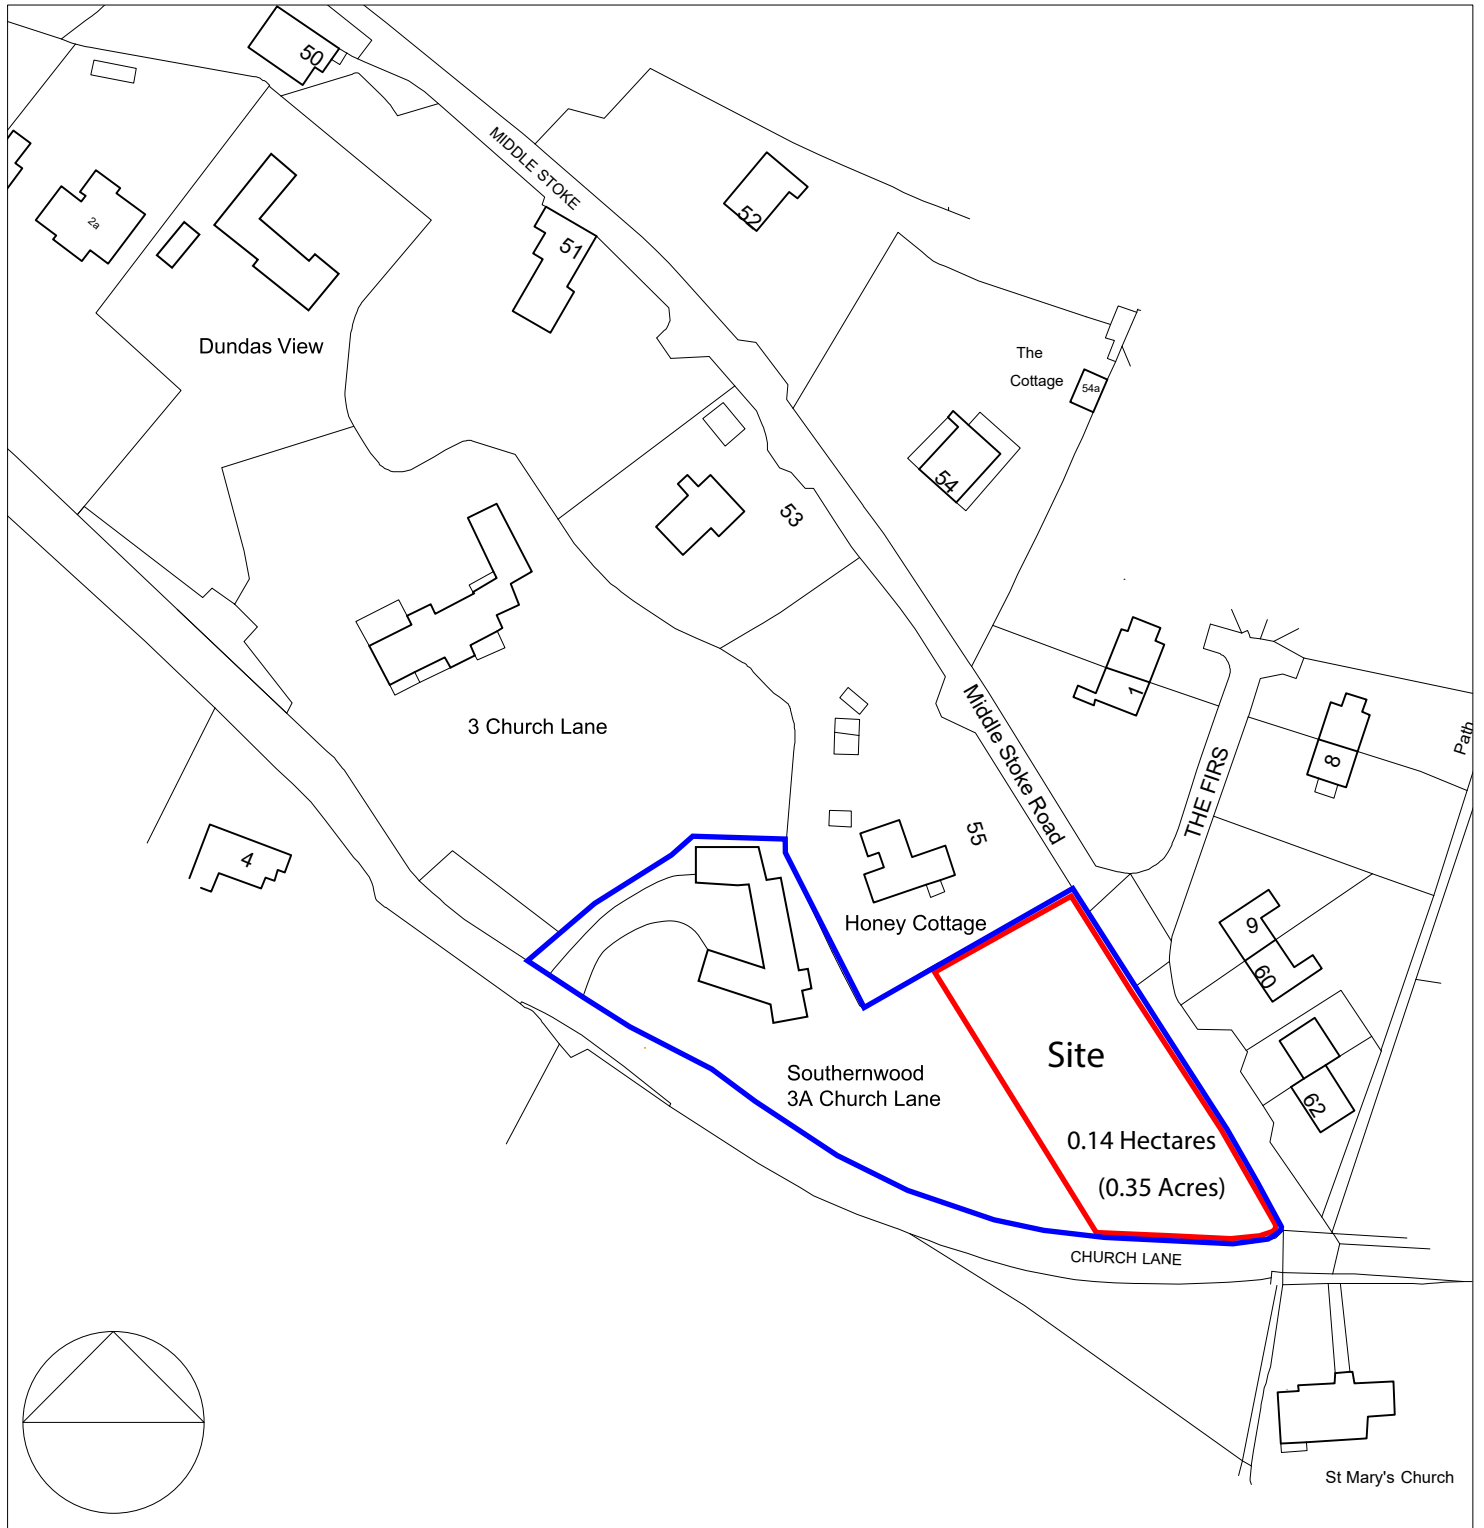 50
MIDDLE STOKE
52
2a
51
Dundas View
The
Cottage
54a
54
53
1
Middle Stoke Road
3 Church Lane
THE FIRS
8
Path
55
4
Honey Cottage
9
60
Site
Southernwood
3A Church Lane
62
0.14 Hectares
(0.35 Acres)
CHURCH LANE
St Mary's Church